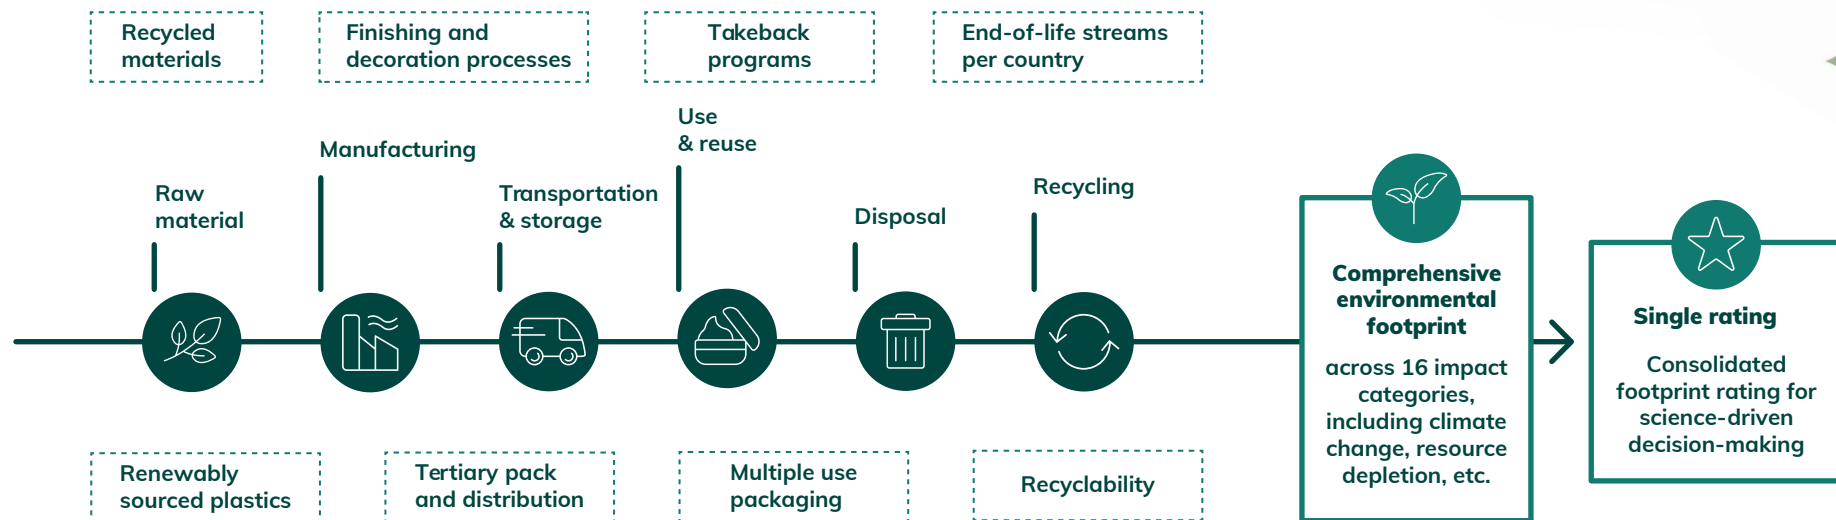 Recycled
materials
Finishing and
decoration processes
Takeback
programs
End-of-life streams
per country
Raw
material
Manufacturing
Transportation
& storage
Use
& reuse
Disposal
Recycling
Comprehensive
environmental
footprint
across 16 impact
categories,
including climate
change, resource
depletion, etc.
Single rating
Consolidated
footprint rating for
science-driven
decision-making
Renewably
sourced plastics
Tertiary pack
and distribution
Multiple use
packaging
Recyclability